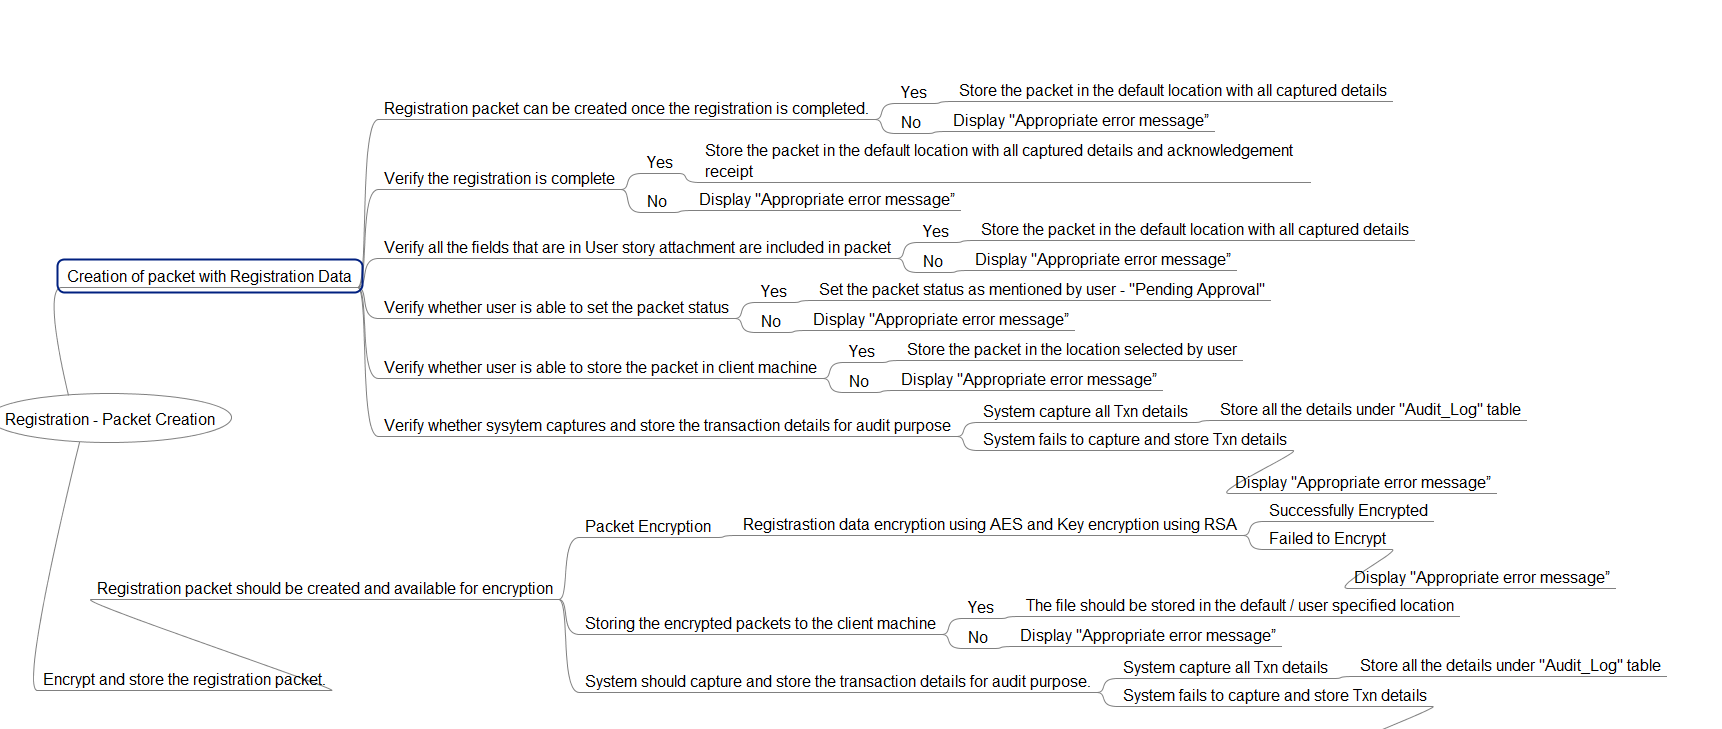 Yes
Store the packet in the default location with all captured details
Registration packet can be created once the registration is completed.
No
Display "Appropriate error message”
Store the packet in the default location with all captured details and acknowledgement
receipt
Yes
Verify the registration is complete
No
Display "Appropriate error message”
Yes
Store the packet in the default location with all captured details
Verify all the fields that are in User story attachment are included in packet
No
Display "Appropriate error message”
Creation of packet with Registration Data
Yes
Set the packet status as mentioned by user - "Pending Approval"
Verify whether user is able to set the packet status
No
Display "Appropriate error message”
Yes
Store the packet in the location selected by user
Verify whether user is able to store the packet in client machine
No
Display "Appropriate error message”
System capture all Txn details
Store all the details under "Audit_Log" table
Verify whether sysytem captures and store the transaction details for audit purpose
System fails to capture and store Txn details
Display "Appropriate error message”
Registration - Packet Creation
Packet Encryption
Registrastion data encryption using AES and Key encryption using RSA
Successfully Encrypted
Failed to Encrypt
Display "Appropriate error message”
Registration packet should be created and available for encryption
Yes
The file should be stored in the default / user specified location
Storing the encrypted packets to the client machine
No
Display "Appropriate error message”
Encrypt and store the registration packet.
System capture all Txn details
Store all the details under "Audit_Log" table
System should capture and store the transaction details for audit purpose.
System fails to capture and store Txn details